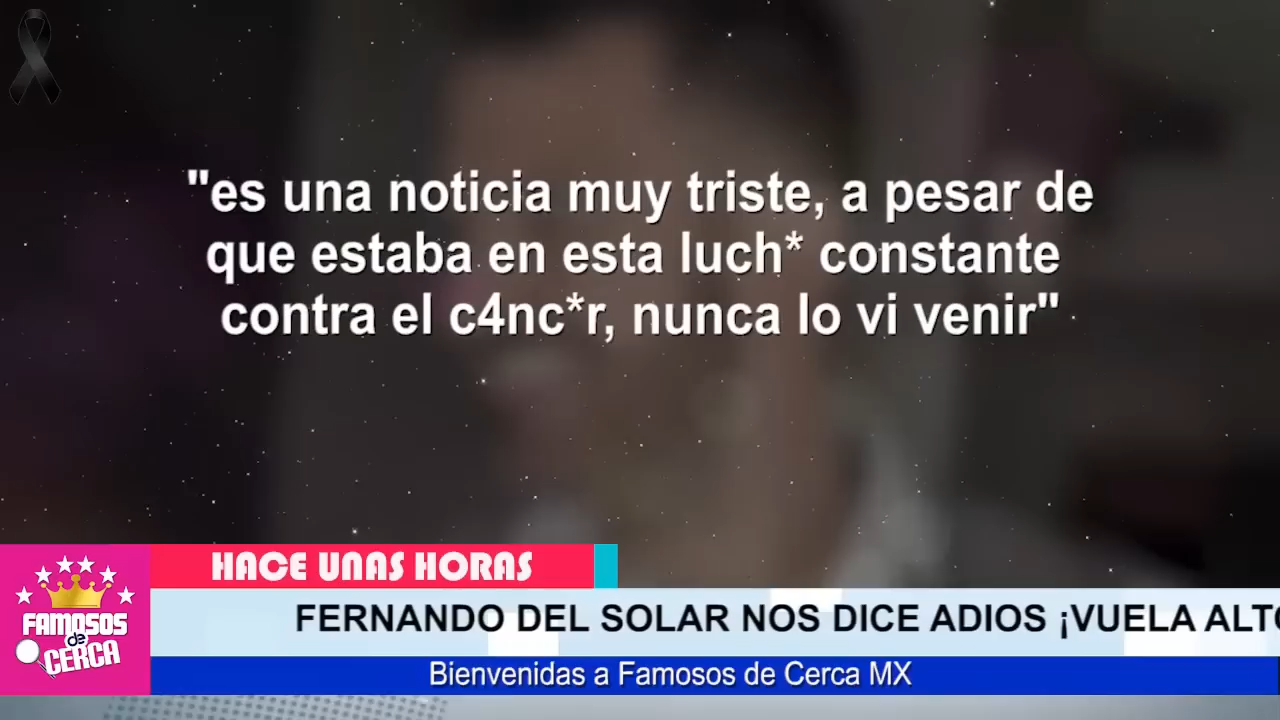 "es una noticia muy triste, a pesar de
que estaba en esta luch* constante
contra el c4nc*r, nunca lo vi venir"
HACE UNAS HORAS
FERNANDO DEL SOLAR NOS DICE ADIOS ¡VUELA ALTO
Bienvenidas a Famosos de Cerca MX
FAMOSOS
de
CERCA